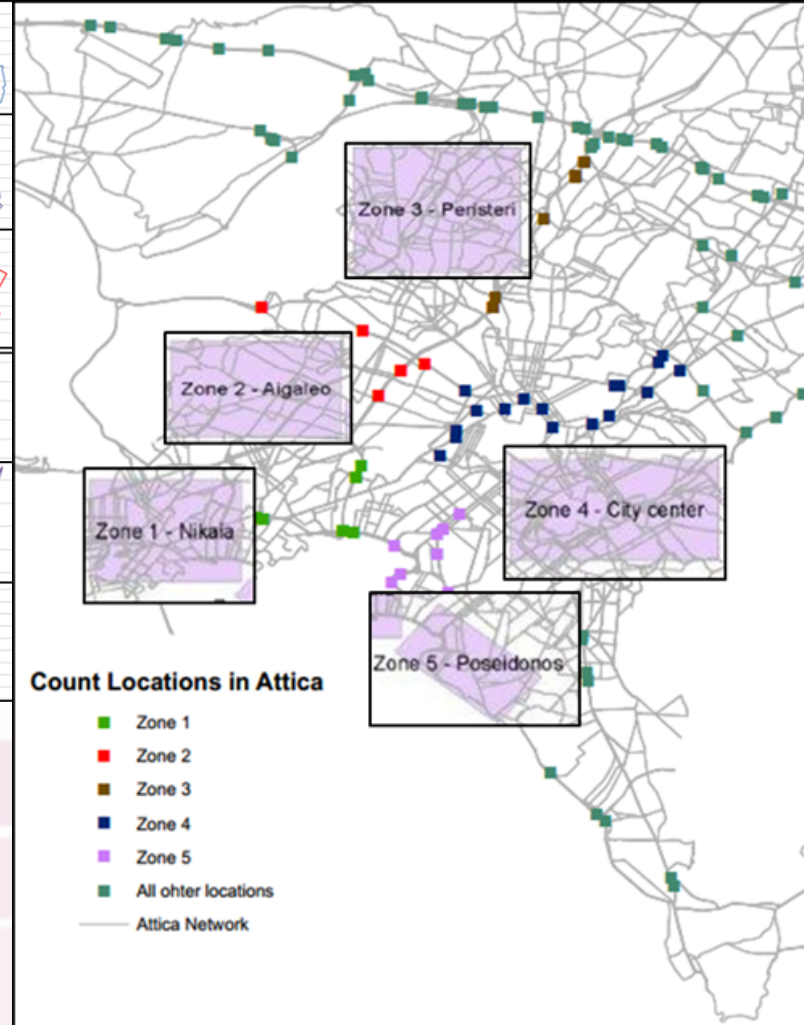 Zone 3 - Peristeri
Zone 2 - Aigaleo
Zone 4 - City center
Zone 1 - Nikaia
Zone 5 - Poseidonos
Count Locations in Attica
Zone 1
Zone 2
Zone 3
Zone 4
Zone 5
All ohter locations
Attica Network